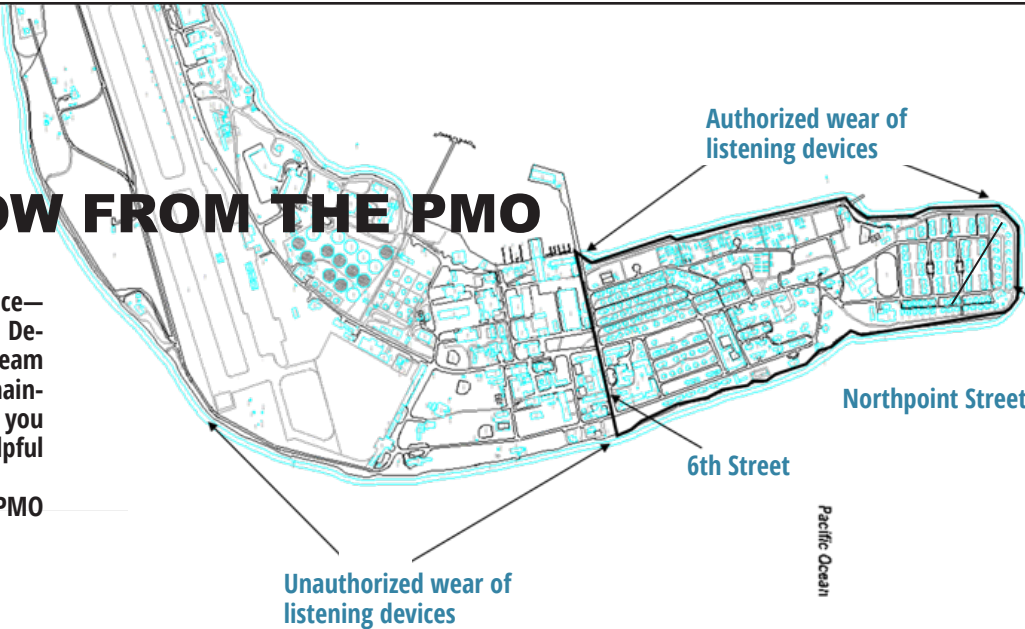 Authorized wear of
listening devices
OW FROM THE PMO
ce—
De-
eam
ain-
you
lpful
PMO
Northpoint Street
6th Street
Pacific Ocean
Unauthorized wear of
listening devices